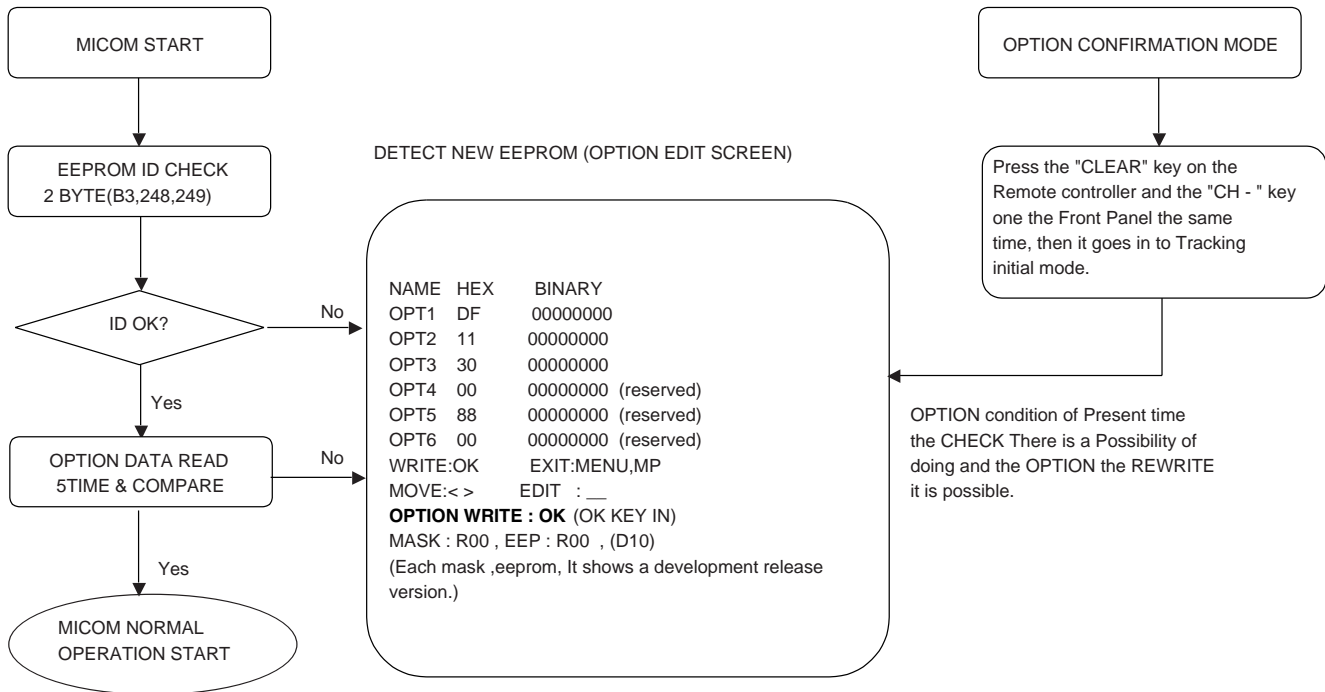 MICOM START
EEPROM ID CHECK
2 BYTE(B3,248,249)
ID OK?
No
Yes
OPTION DATA READ
5TIME & COMPARE
No
Yes
MICOM NORMAL
OPERATION START
DETECT NEW EEPROM (OPTION EDIT SCREEN)
NAME HEX BINARY
OPT1 DF 00000000
OPT2 11 00000000
OPT3 30 00000000
OPT4 00 00000000 (reserved)
OPT5 88 00000000 (reserved)
OPT6 00 00000000 (reserved)
WRITE:OK EXIT:MENU,MP
MOVE:< > EDIT : __
OPTION WRITE : OK (OK KEY IN)
MASK : R00 , EEP : R00 , (D10)
(Each mask ,eeprom, It shows a development release
version.)
OPTION CONFIRMATION MODE
Press the "CLEAR" key on the
Remote controller and the "CH - " key
one the Front Panel the same
time, then it goes in to Tracking
initial mode.
OPTION condition of Present time
the CHECK There is a Possibility of
doing and the OPTION the REWRITE
it is possible.